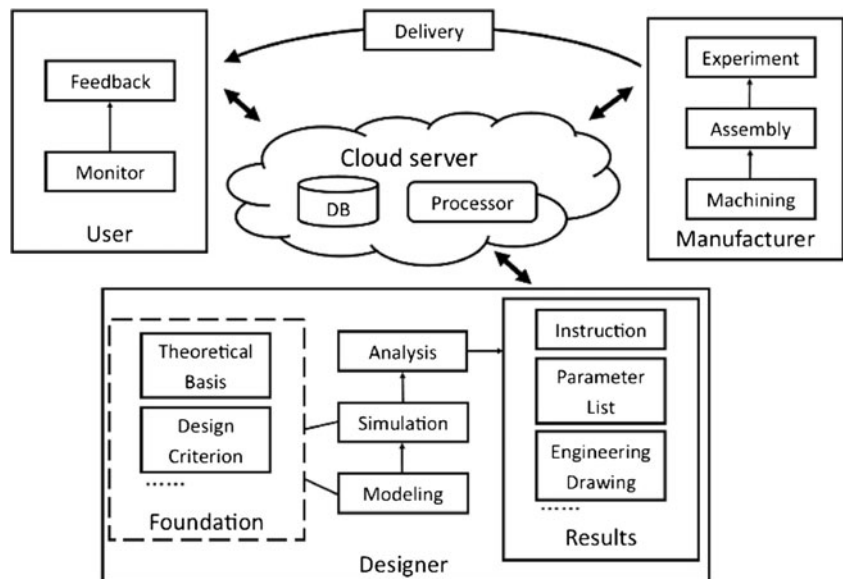 Delivery
Feedback
Monitor
User
Cloud server
DB
Processor
Experiment
Assembly
Machining
Manufacturer
Theoretical
Basis
Design
Criterion
......
Foundation
Analysis
Simulation
Modeling
Instruction
Parameter
List
Engineering
Drawing
......
Results
Designer